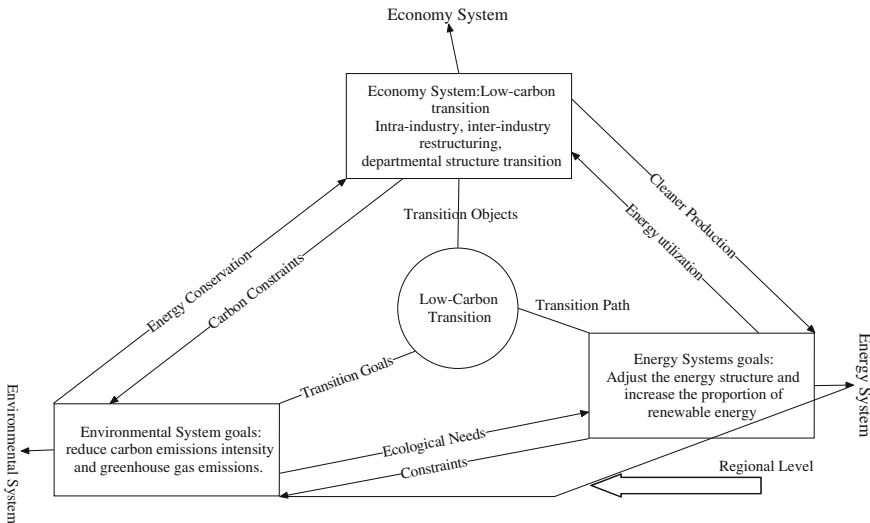 Economy System
Economy System:Low-carbon
transition
Intra-industry, inter-industry
restructuring,
departmental structure transition
Cleaner Production
Energy utilization
Transition Objects
Energy Conservation
Carbon Constraints
Low-Carbon
Transition
Transition Path
Transition Goals
Energy Systems goals:
Adjust the energy structure and
increase the proportion of
renewable energy
Energy System
Environmental System
Environmental System goals:
reduce carbon emissions intensity
and greenhouse gas emissions.
Ecological Needs
Constraints
Regional Level